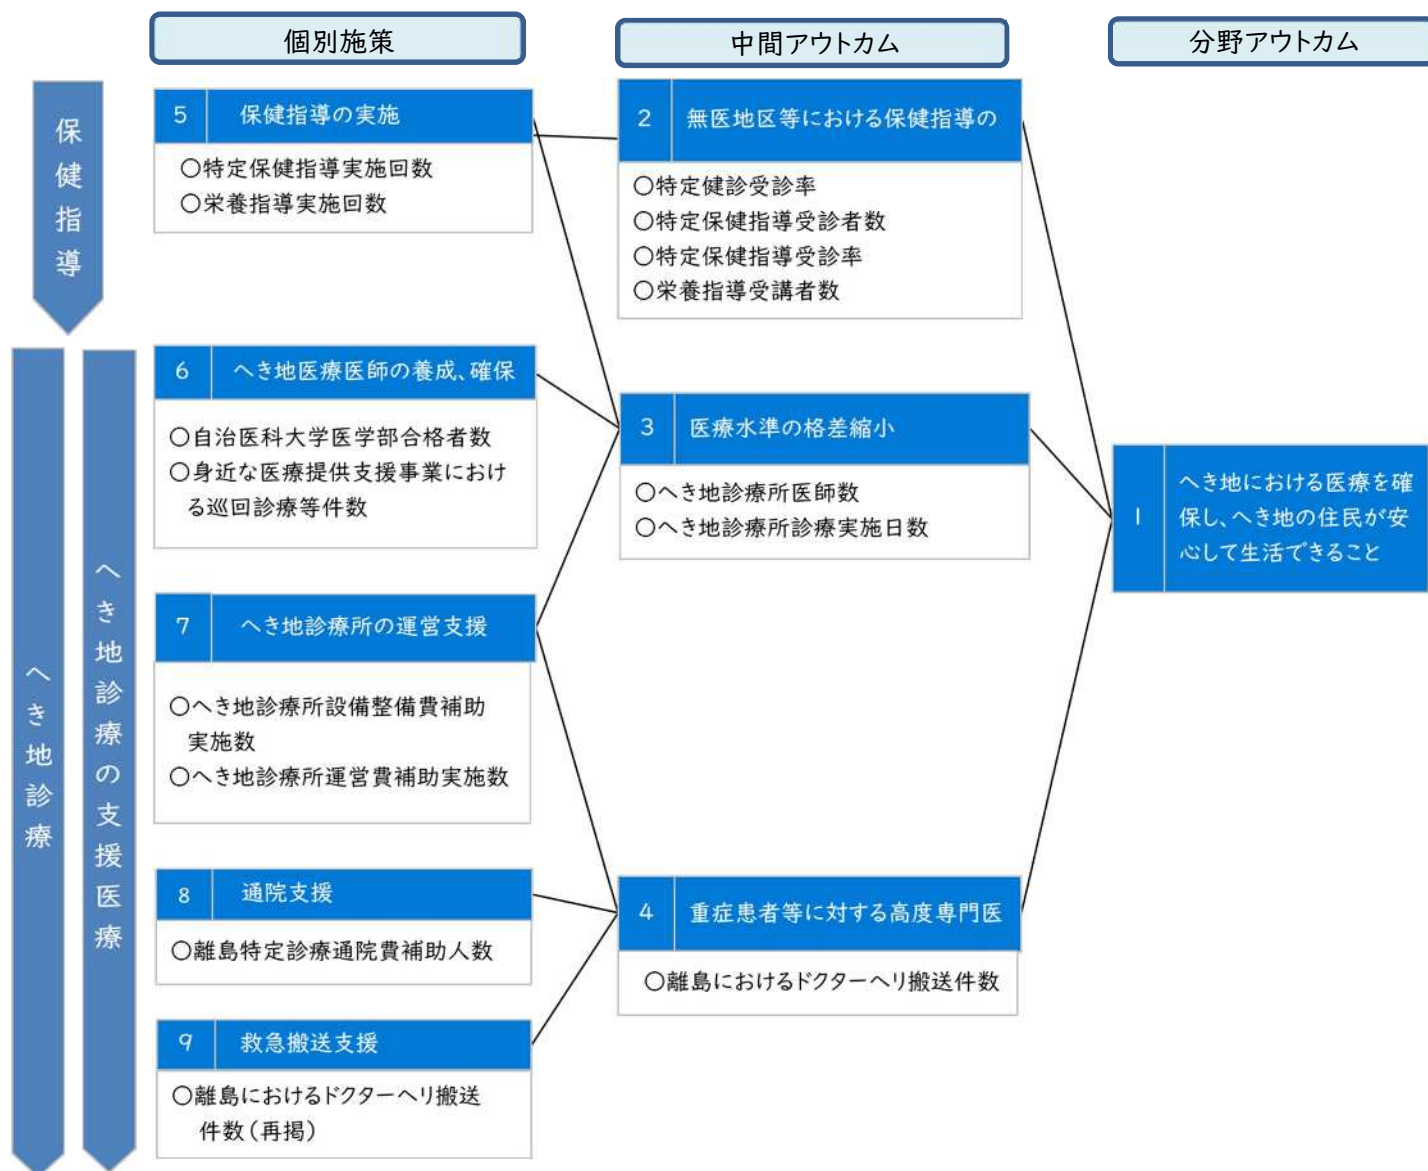 個別施策
中間アウトカム
分野アウトカム
保健指導
へき地診療
へき地診療の支援医療
5 保健指導の実施
○特定保健指導実施回数
○栄養指導実施回数
6 へき地医療医師の養成、確保
○自治医科大学医学部合格者数
○身近な医療提供支援事業におけ
る巡回診療等件数
7 へき地診療所の運営支援
○へき地診療所設備整備費補助
実施数
○へき地診療所運営費補助実施数
8 通院支援
○離島特定診療通院費補助人数
9 救急搬送支援
○離島におけるドクターヘリ搬送
件数(再掲)
2 無医地区等における保健指導の
○特定健診受診率
○特定保健指導受診者数
○特定保健指導受診率
○栄養指導受講者数
3 医療水準の格差縮小
○へき地診療所医師数
○へき地診療所診療実施日数
4 重症患者等に対する高度専門医
○離島におけるドクターヘリ搬送件数
1 へき地における医療を確
保し、へき地の住民が安
心して生活できること